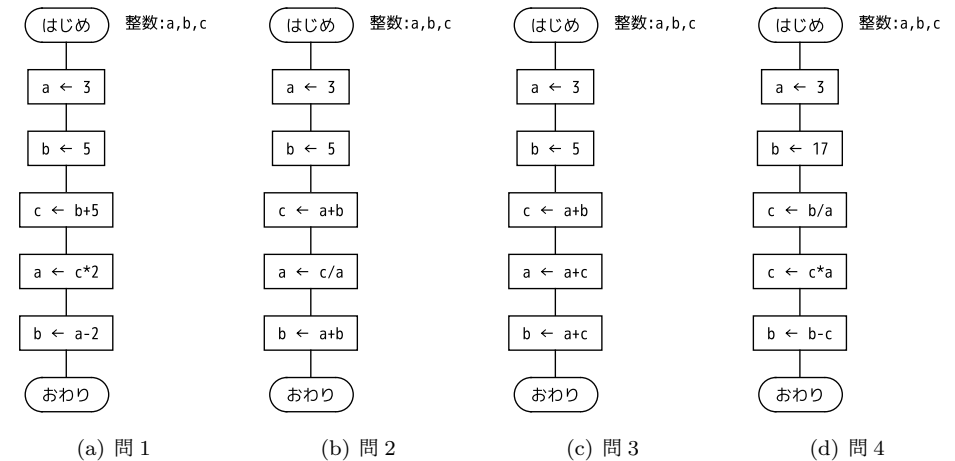 はじめ 整数:a,b,c
a ← 3
b ← 5
c ← b+5
a ← c*2
b ← a-2
おわり
(a) 問 1
はじめ 整数:a,b,c
a ← 3
b ← 5
c ← a+b
a ← c/a
b ← a+b
おわり
(b) 問 2
はじめ 整数:a,b,c
a ← 3
b ← 5
c ← a+b
a ← a+c
b ← a+c
おわり
(c) 問 3
はじめ 整数:a,b,c
a ← 3
b ← 17
c ← b/a
c ← c*a
b ← b-c
おわり
(d) 問 4